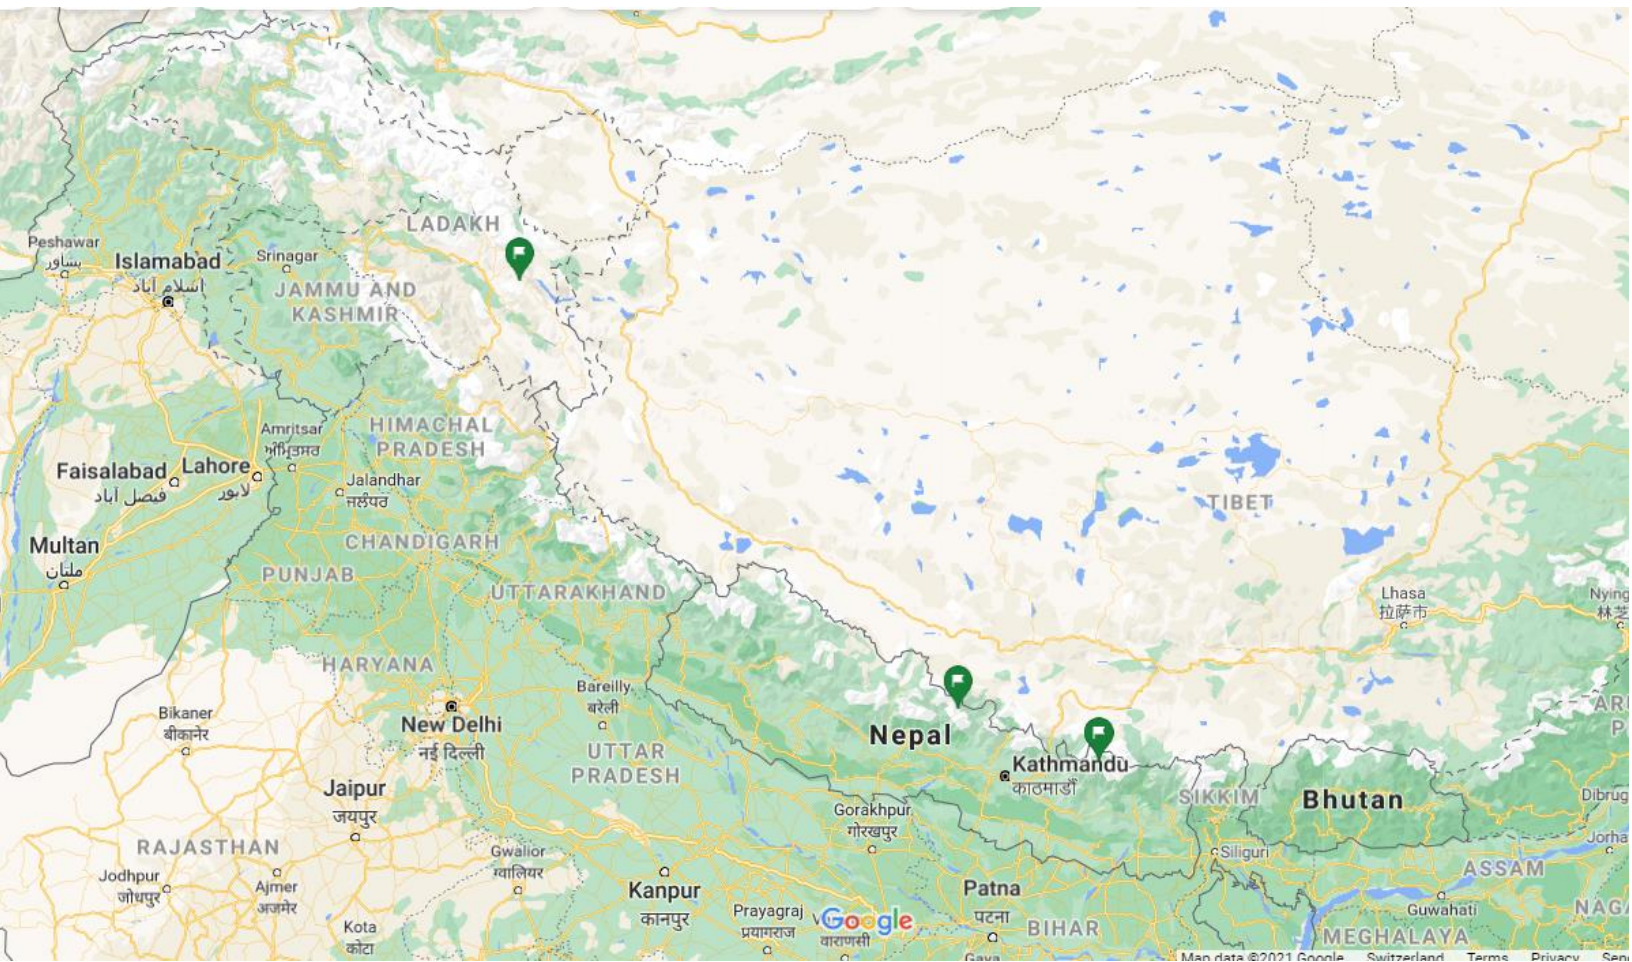 LADAKH
Peshawar
پشاور
Islamabad
اسلام آباد
Srinagar
JAMMU AND
KASHMIR
Amritsar
ਅੰਮ੍ਰਿਤਸਰ
HIMACHAL
PRADESH
Faisalabad
فیصل آباد
Lahore
لاہور
Jalandhar
ਜਲੰਧਰ
TIBET
Multan
ملتان
CHANDIGARH
PUNJAB
UTTARAKHAND
Lhasa
拉萨市
Nying
林芝
HARYANA
Bareilly
बरेली
Bikaner
बीकानेर
New Delhi
नई दिल्ली
Nepal
UTTAR
PRADESH
Kathmandu
काठमाडौं
SIKKIM
Bhutan
ARU
P
Jaipur
जयपुर
Dibrug
Gorakhpur
गोरखपुर
RAJASTHAN
Gwalior
ग्वालियर
Siliguri
Jorha
ASSAM
Jodhpur
जोधपुर
Ajmer
अजमेर
Kanpur
कानपुर
Patna
पटना
Prayagraj
प्रयागराज
वाराणसी
Google
BIHAR
Guwahati
NAGA
Kota
कोटा
MEGHALAYA
Gaya
Map data ©2021 Google Switzerland Terms Privacy Send